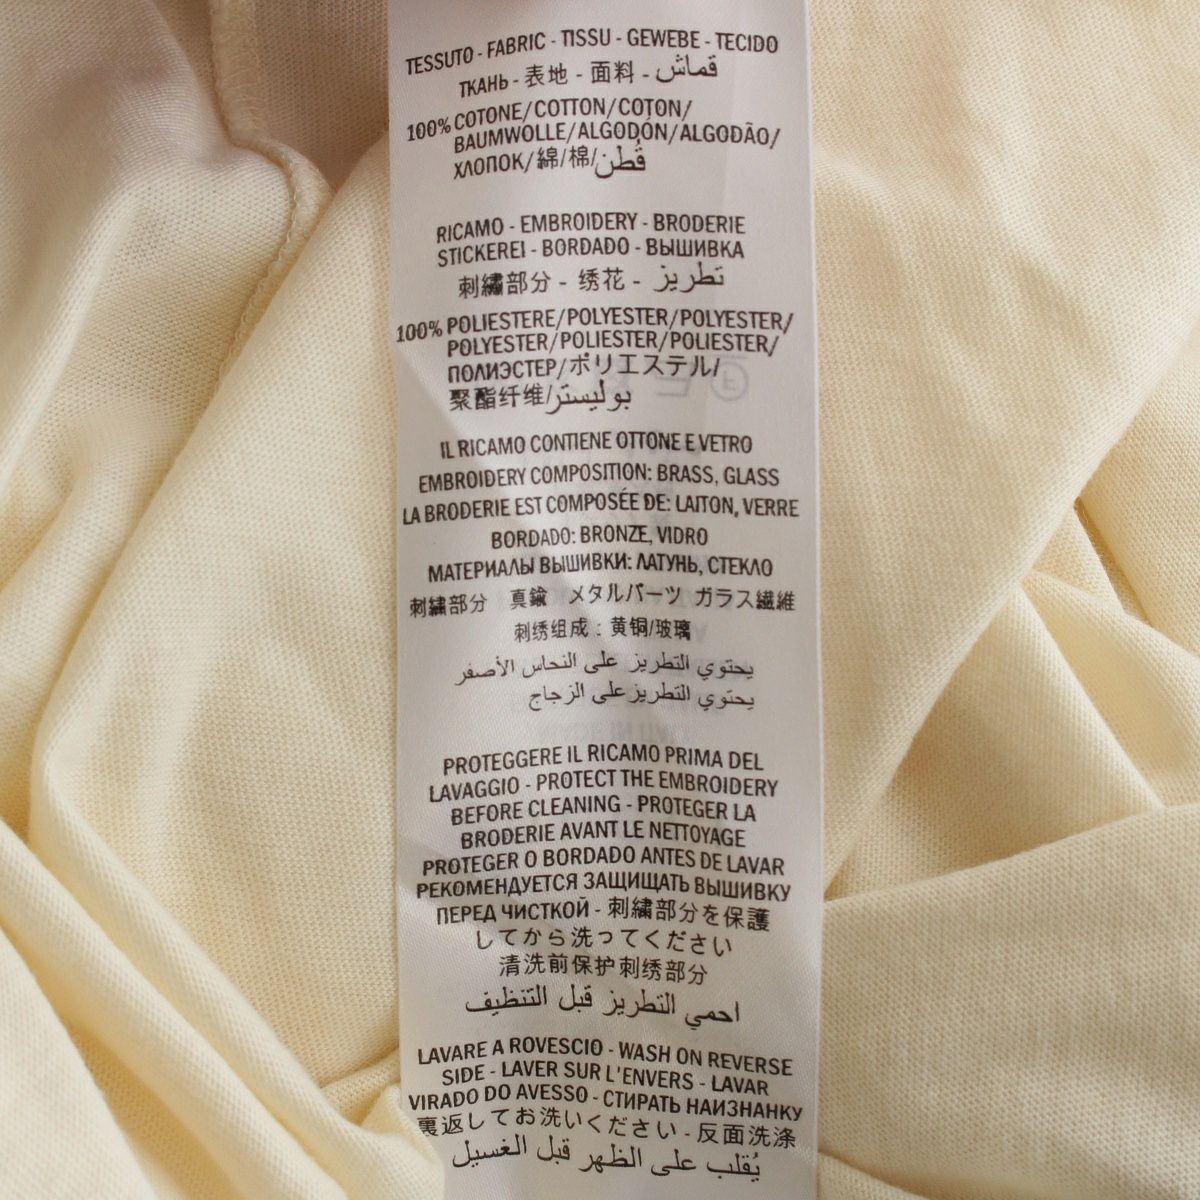 TESSUTO - FABRIC - TISSU - GEWEBE - TECIDO
ТКАНЬ - 表地 - 面料 - قماش
100% COTONE/COTTON/COTON/
BAUMWOLLE/ALGODÓN/ALGODÃO/
ХЛОПОК/綿/棉/قُطن
RICAMO - EMBROIDERY - BRODERIE
STICKEREI - BORDADO - ВЫШИВКА
刺繍部分 - 绣花 - تطريز
100% POLIESTERE/POLYESTER/POLYESTER/
POLYESTER/POLIESTER/POLIESTER/
ПОЛИЭСТЕР/ポリエステル/
聚酯纤维/بوليستر
IL RICAMO CONTIENE OTTONE E VETRO
EMBROIDERY COMPOSITION: BRASS, GLASS
LA BRODERIE EST COMPOSÉE DE: LAITON, VERRE
BORDADO: BRONZE, VIDRO
МАТЕРИАЛЫ ВЫШИВКИ: ЛАТУНЬ, СТЕКЛО
刺繍部分 真鍮 メタルパーツ ガラス繊維
刺绣组成：黄铜/玻璃
يحتوي التطريز على النحاس الأصفر
يحتوي التطريز على الزجاج
PROTEGGERE IL RICAMO PRIMA DEL
LAVAGGIO - PROTECT THE EMBROIDERY
BEFORE CLEANING - PROTEGER LA
BRODERIE AVANT LE NETTOYAGE
PROTEGER O BORDADO ANTES DE LAVAR
РЕКОМЕНДУЕТСЯ ЗАЩИЩАТЬ ВЫШИВКУ
ПЕРЕД ЧИСТКОЙ - 刺繍部分を保護
してから洗ってください
清洗前保护刺绣部分
احمي التطريز قبل التنظيف
LAVARE A ROVESCIO - WASH ON REVERSE
SIDE - LAVER SUR L'ENVERS - LAVAR
VIRADO DO AVESSO - СТИРАТЬ НАИЗНАНКУ
裏返してお洗いください - 反面洗涤
يُقلب على الظهر قبل الغسيل